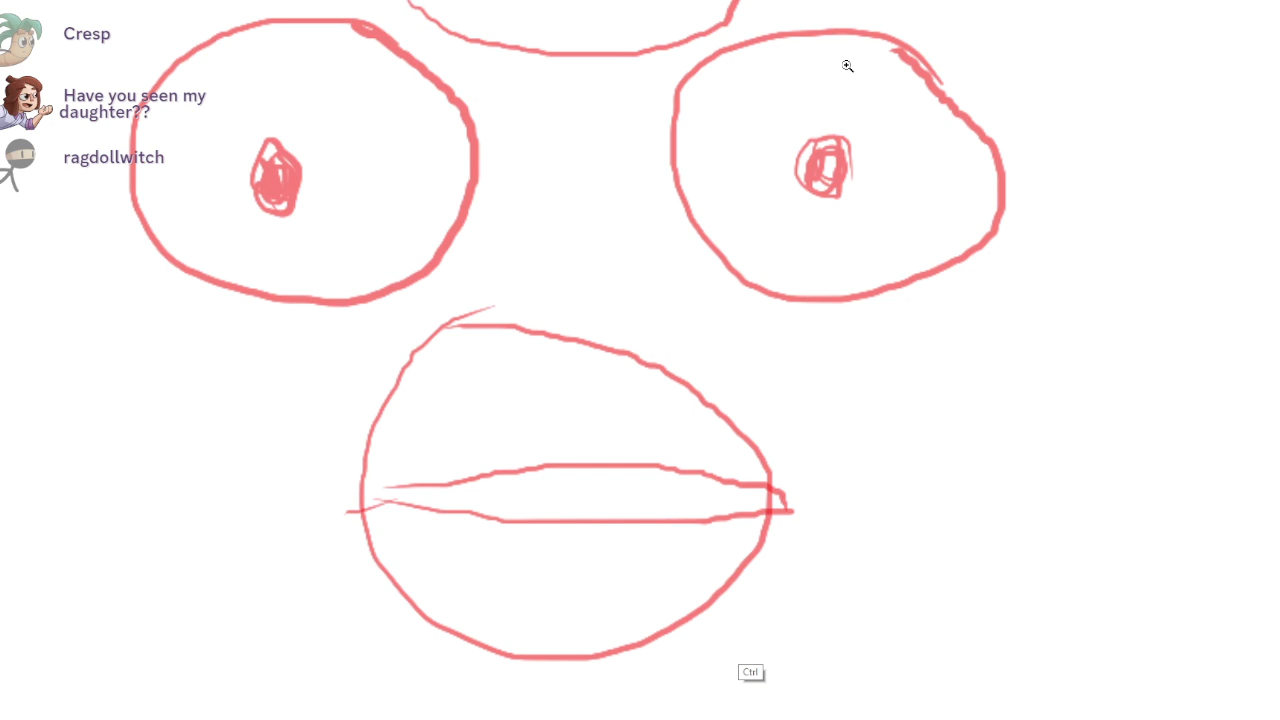 Cresp
Have you seen my
daughter??
ragdollwitch
Ctrl